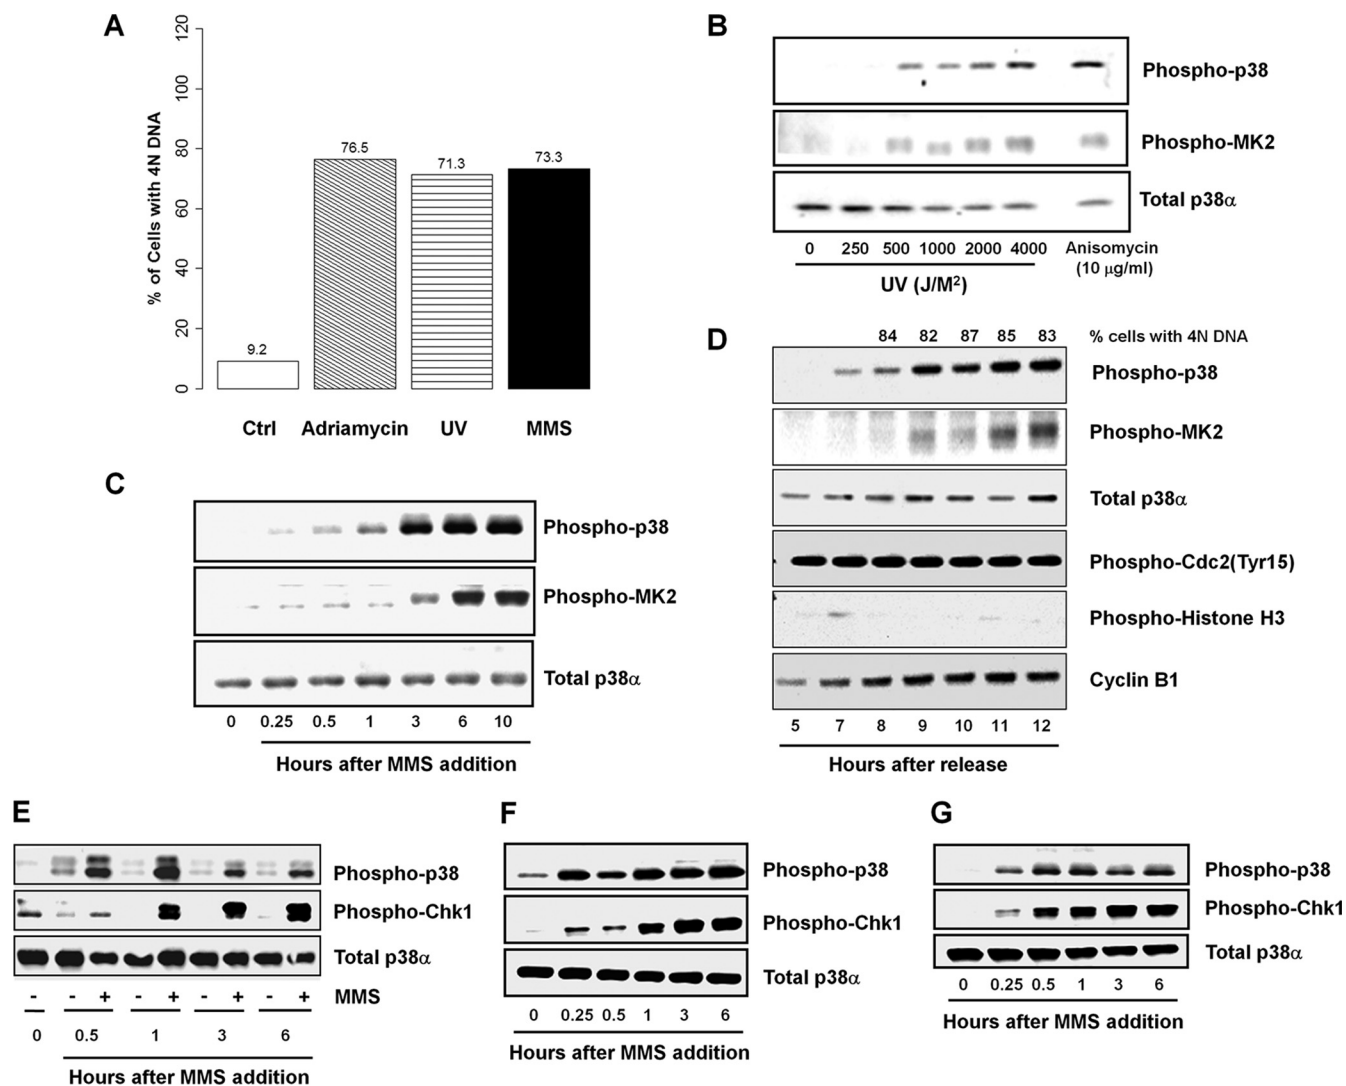 A
% of Cells with 4N DNA
120
100
80
60
40
20
0
9.2
76.5
71.3
73.3
Ctrl Adriamycin UV MMS
B
Phospho-p38
Phospho-MK2
Total p38α
0 250 500 1000 2000 4000 Anisomycin
(10 µg/ml)
UV (J/M²)
C
Phospho-p38
Phospho-MK2
Total p38α
0 0.25 0.5 1 3 6 10
Hours after MMS addition
D
84 82 87 85 83 % cells with 4N DNA
Phospho-p38
Phospho-MK2
Total p38α
Phospho-Cdc2(Tyr15)
Phospho-Histone H3
Cyclin B1
5 7 8 9 10 11 12
Hours after release
E
Phospho-p38
Phospho-Chk1
Total p38α
- - + - + - + - + MMS
0 0.5 1 3 6
Hours after MMS addition
F
Phospho-p38
Phospho-Chk1
Total p38α
0 0.25 0.5 1 3 6
Hours after MMS addition
G
Phospho-p38
Phospho-Chk1
Total p38α
0 0.25 0.5 1 3 6
Hours after MMS addition